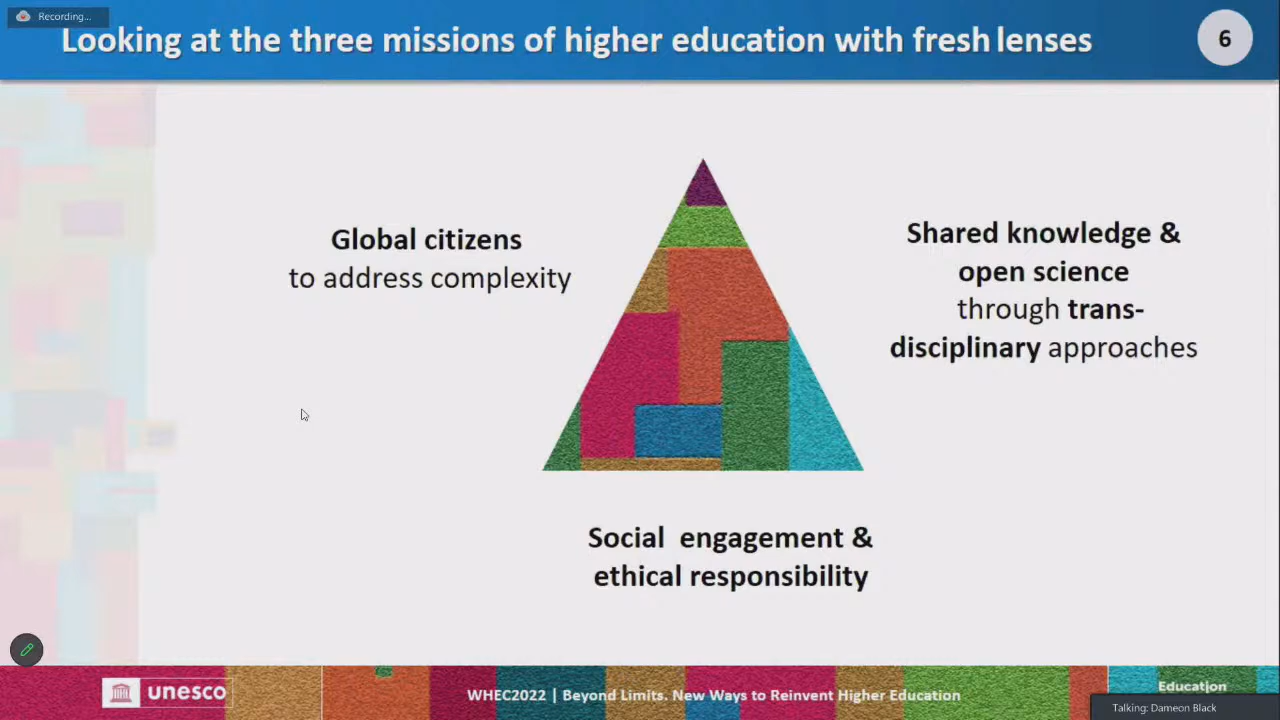 Recording...
Looking at the three missions of higher education with fresh lenses
6
Global citizens
to address complexity
Shared knowledge &
open science
through trans-
disciplinary approaches
Social engagement &
ethical responsibility
unesco
WHEC2022 | Beyond Limits. New Ways to Reinvent Higher Education
Education
Talking: Dameon Black